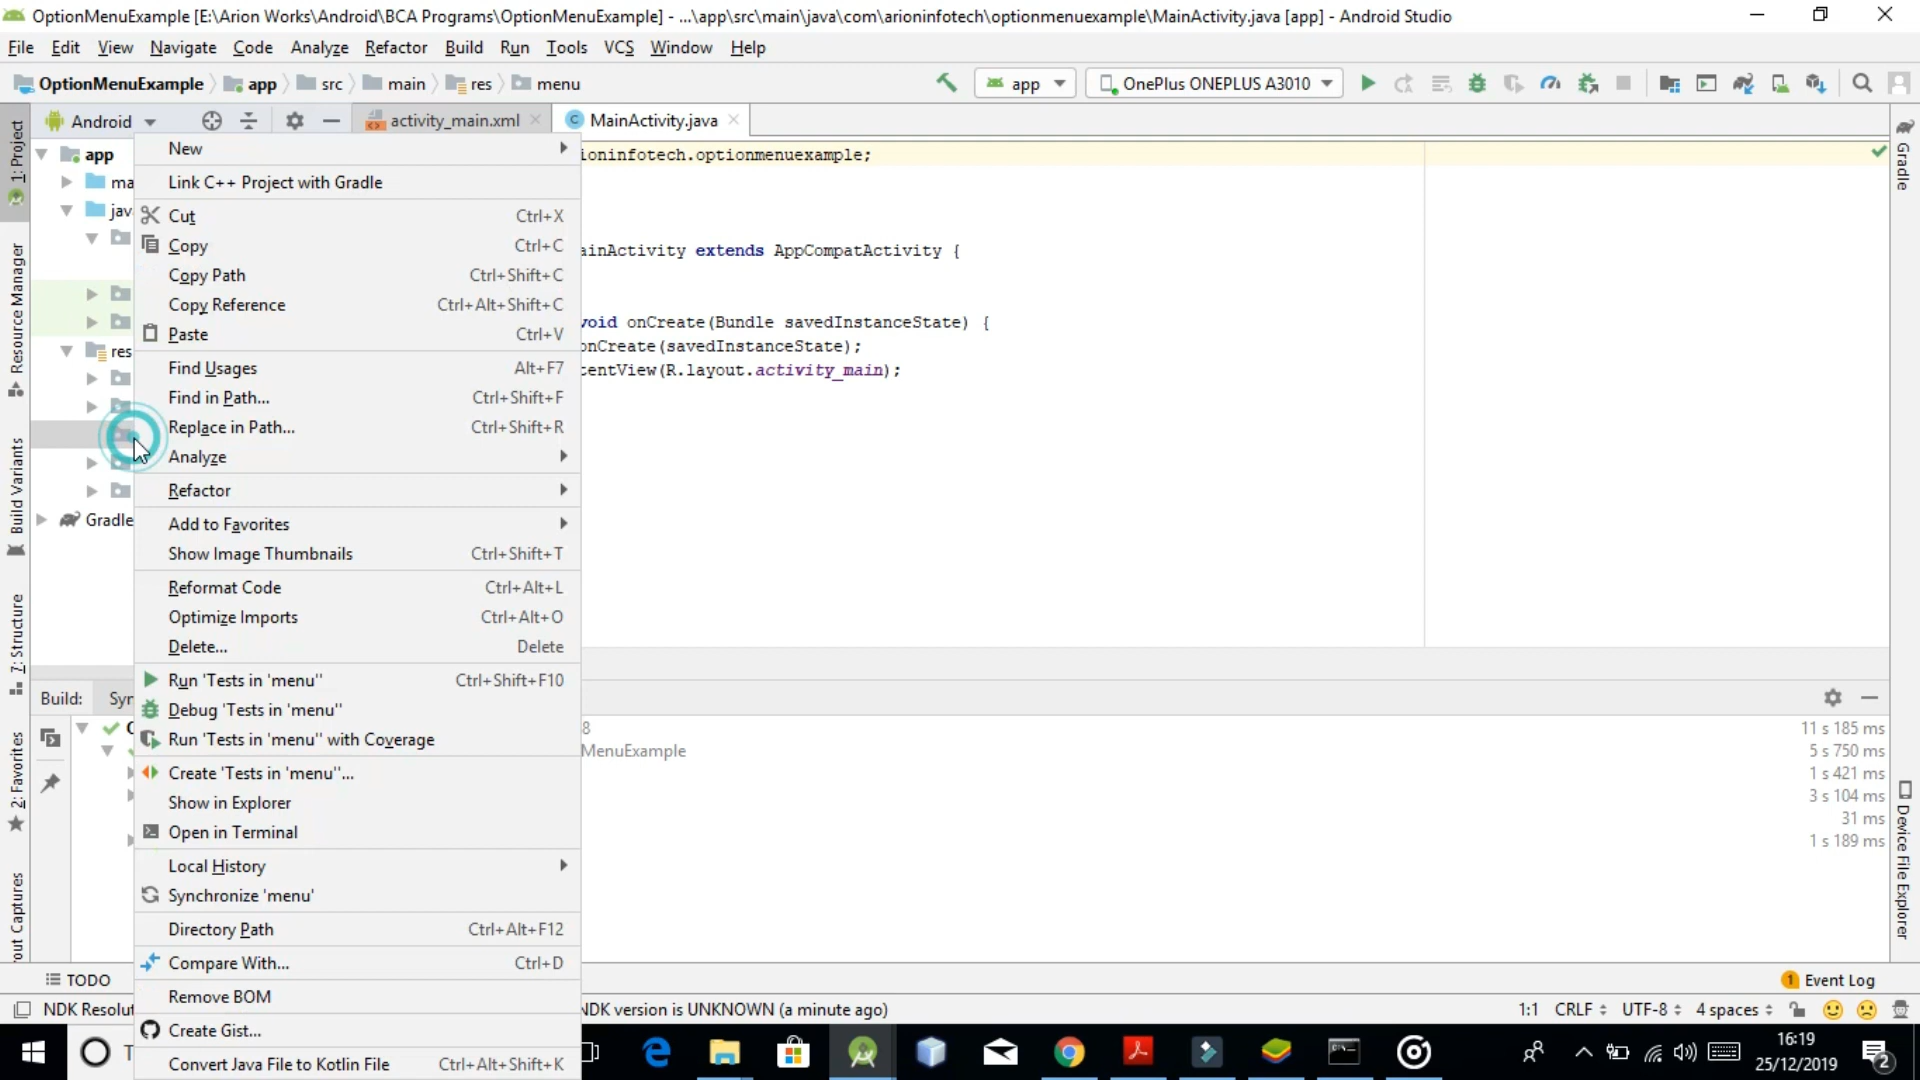 OptionMenuExample [E:\Arion Works\Android\BCA Programs\OptionMenuExample] - ...\app\src\main\java\com\arioninfotech\optionmenuexample\MainActivity.java [app] - Android Studio
File Edit View Navigate Code Analyze Refactor Build Run Tools VCS Window Help
OptionMenuExample app src main res menu app OnePlus ONEPLUS A3010
Android activity_main.xml MainActivity.java
1: Project
Resource Manager
Build Variants
7: Structure
2: Favorites
out Captures
app
ma
jav
res
Gradle
New
Link C++ Project with Gradle
Cut Ctrl+X
Copy Ctrl+C
Copy Path Ctrl+Shift+C
Copy Reference Ctrl+Alt+Shift+C
Paste Ctrl+V
Find Usages Alt+F7
Find in Path... Ctrl+Shift+F
Replace in Path... Ctrl+Shift+R
Analyze
Refactor
Add to Favorites
Show Image Thumbnails Ctrl+Shift+T
Reformat Code Ctrl+Alt+L
Optimize Imports Ctrl+Alt+O
Delete... Delete
Run 'Tests in 'menu'' Ctrl+Shift+F10
Debug 'Tests in 'menu''
Run 'Tests in 'menu'' with Coverage
Create 'Tests in 'menu''...
Show in Explorer
Open in Terminal
Local History
Synchronize 'menu'
Directory Path Ctrl+Alt+F12
Compare With... Ctrl+D
Remove BOM
Create Gist...
Convert Java File to Kotlin File Ctrl+Alt+Shift+K
ioninfotech.optionmenuexample;
ainActivity extends AppCompatActivity {
void onCreate(Bundle savedInstanceState) {
onCreate(savedInstanceState);
tentView(R.layout.activity_main);
Gradle
Device File Explorer
Build: Syn
8 11 s 185 ms
MenuExample 5 s 750 ms
1 s 421 ms
3 s 104 ms
31 ms
1 s 189 ms
TODO 1 Event Log
NDK Resolut NDK version is UNKNOWN (a minute ago) 1:1 CRLF UTF-8 4 spaces
T 16:19
25/12/2019
2